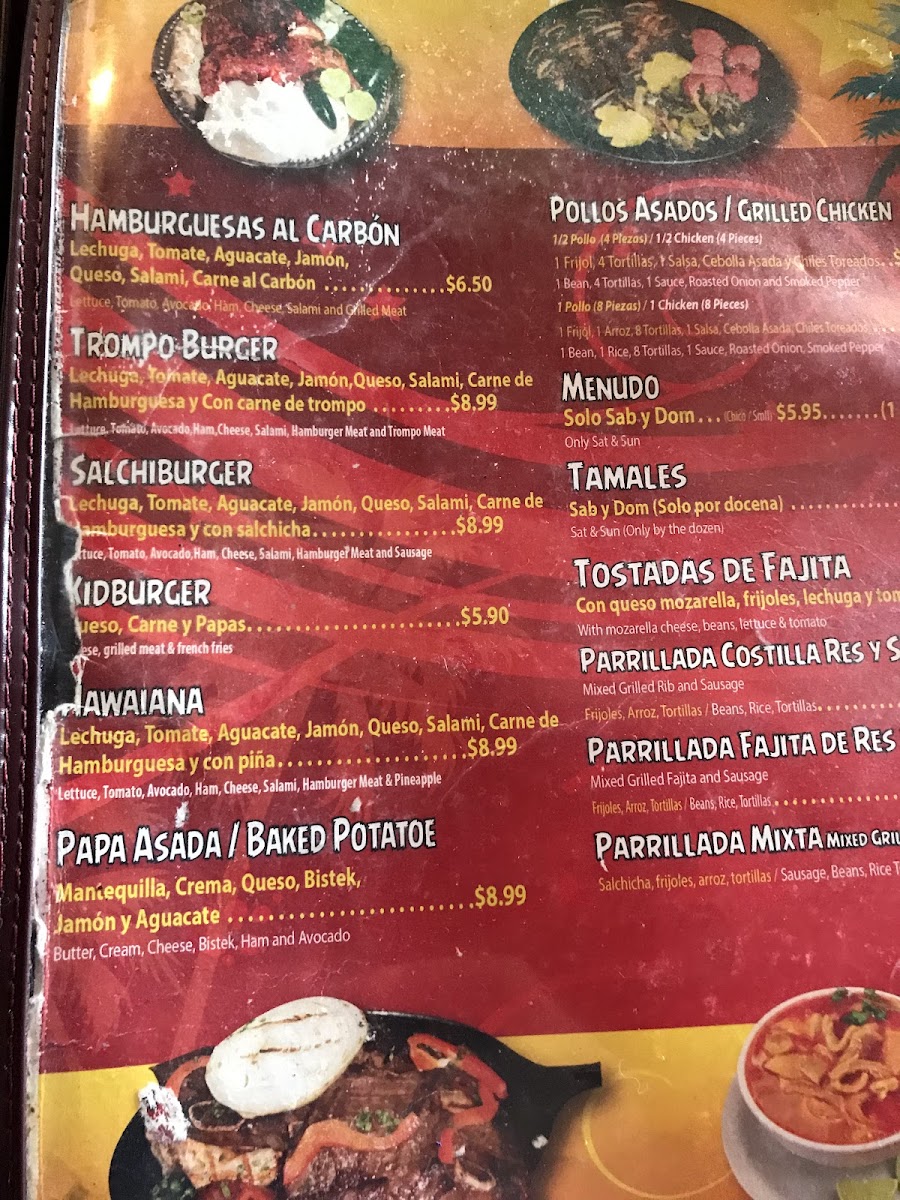 HAMBURGUESAS AL CARBÓN
Lechuga, Tomate, Aguacate, Jamón,
Queso, Salami, Carne al Carbón ...............$6.50
Lettuce, Tomato, Avocado, Ham, Cheese, Salami and Grilled Meat
TROMPO BURGER
Lechuga, Tomate, Aguacate, Jamón,Queso, Salami, Carne de
Hamburguesa y Con carne de trompo .........$8.99
Lettuce, Tomato, Avocado,Ham,Cheese, Salami, Hamburger Meat and Trompo Meat
SALCHIBURGER
Lechuga, Tomate, Aguacate, Jamón, Queso, Salami, Carne de
Hamburguesa y con salchicha................$8.99
Lettuce, Tomato, Avocado,Ham, Cheese, Salami, Hamburger Meat and Sausage
KIDBURGER
Queso, Carne y Papas........................$5.90
ese, grilled meat & french fries
HAWAIANA
Lechuga, Tomate, Aguacate, Jamón, Queso, Salami, Carne de
Hamburguesa y con piña.....................$8.99
Lettuce, Tomato, Avocado, Ham, Cheese, Salami, Hamburger Meat & Pineapple
PAPA ASADA / BAKED POTATOE
Mantequilla, Crema, Queso, Bistek,
Jamón y Aguacate .........................$8.99
Butter, Cream, Cheese, Bistek, Ham and Avocado
POLLOS ASADOS / GRILLED CHICKEN
1/2 Pollo (4 Piezas) / 1/2 Chicken (4 Pieces)
1 Frijol, 4 Tortillas, 1 Salsa, Cebolla Asada y Chiles Toreados..$
1 Bean, 4 Tortillas, 1 Sauce, Roasted Onion and Smoked Pepper
1 Pollo (8 Piezas) / 1 Chicken (8 Pieces)
1 Frijol, 1 Arroz, 8 Tortillas, 1 Salsa, Cebolla Asada, Chiles Toreados
1 Bean, 1 Rice, 8 Tortillas, 1 Sauce, Roasted Onion, Smoked Pepper
MENUDO
Solo Sab y Dom... (Chico / Sml) $5.95.......(1
Only Sat & Sun
TAMALES
Sab y Dom (Solo por docena) ..............
Sat & Sun (Only by the dozen)
TOSTADAS DE FAJITA
Con queso mozarella, frijoles, lechuga y tom
With mozarella cheese, beans, lettuce & tomato
PARRILLADA COSTILLA RES Y S
Mixed Grilled Rib and Sausage
Frijoles, Arroz, Tortillas / Beans, Rice, Tortillas............
PARRILLADA FAJITA DE RES
Mixed Grilled Fajita and Sausage
Frijoles, Arroz, Tortillas / Beans, Rice, Tortillas ..................
PARRILLADA MIXTA MIXED GRIL
Salchicha, frijoles, arroz, tortillas / Sausage, Beans, Rice T